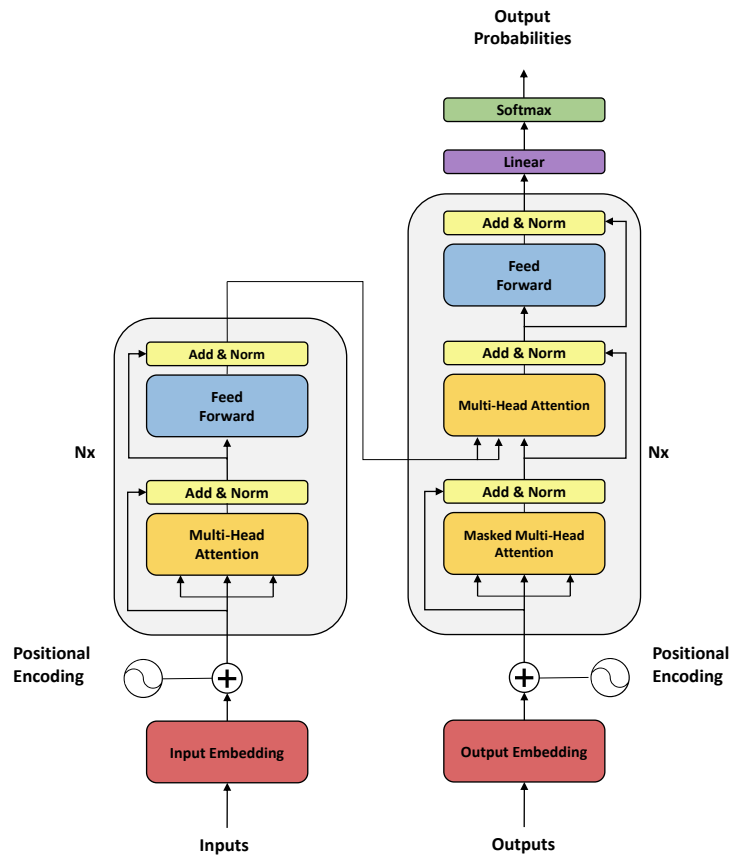 Output
Probabilities
Softmax
Linear
Add & Norm
Feed
Forward
Add & Norm
Multi-Head Attention
Nx
Add & Norm
Masked Multi-Head
Attention
Positional
Encoding
Output Embedding
Outputs
Add & Norm
Feed
Forward
Nx
Add & Norm
Multi-Head
Attention
Positional
Encoding
Input Embedding
Inputs